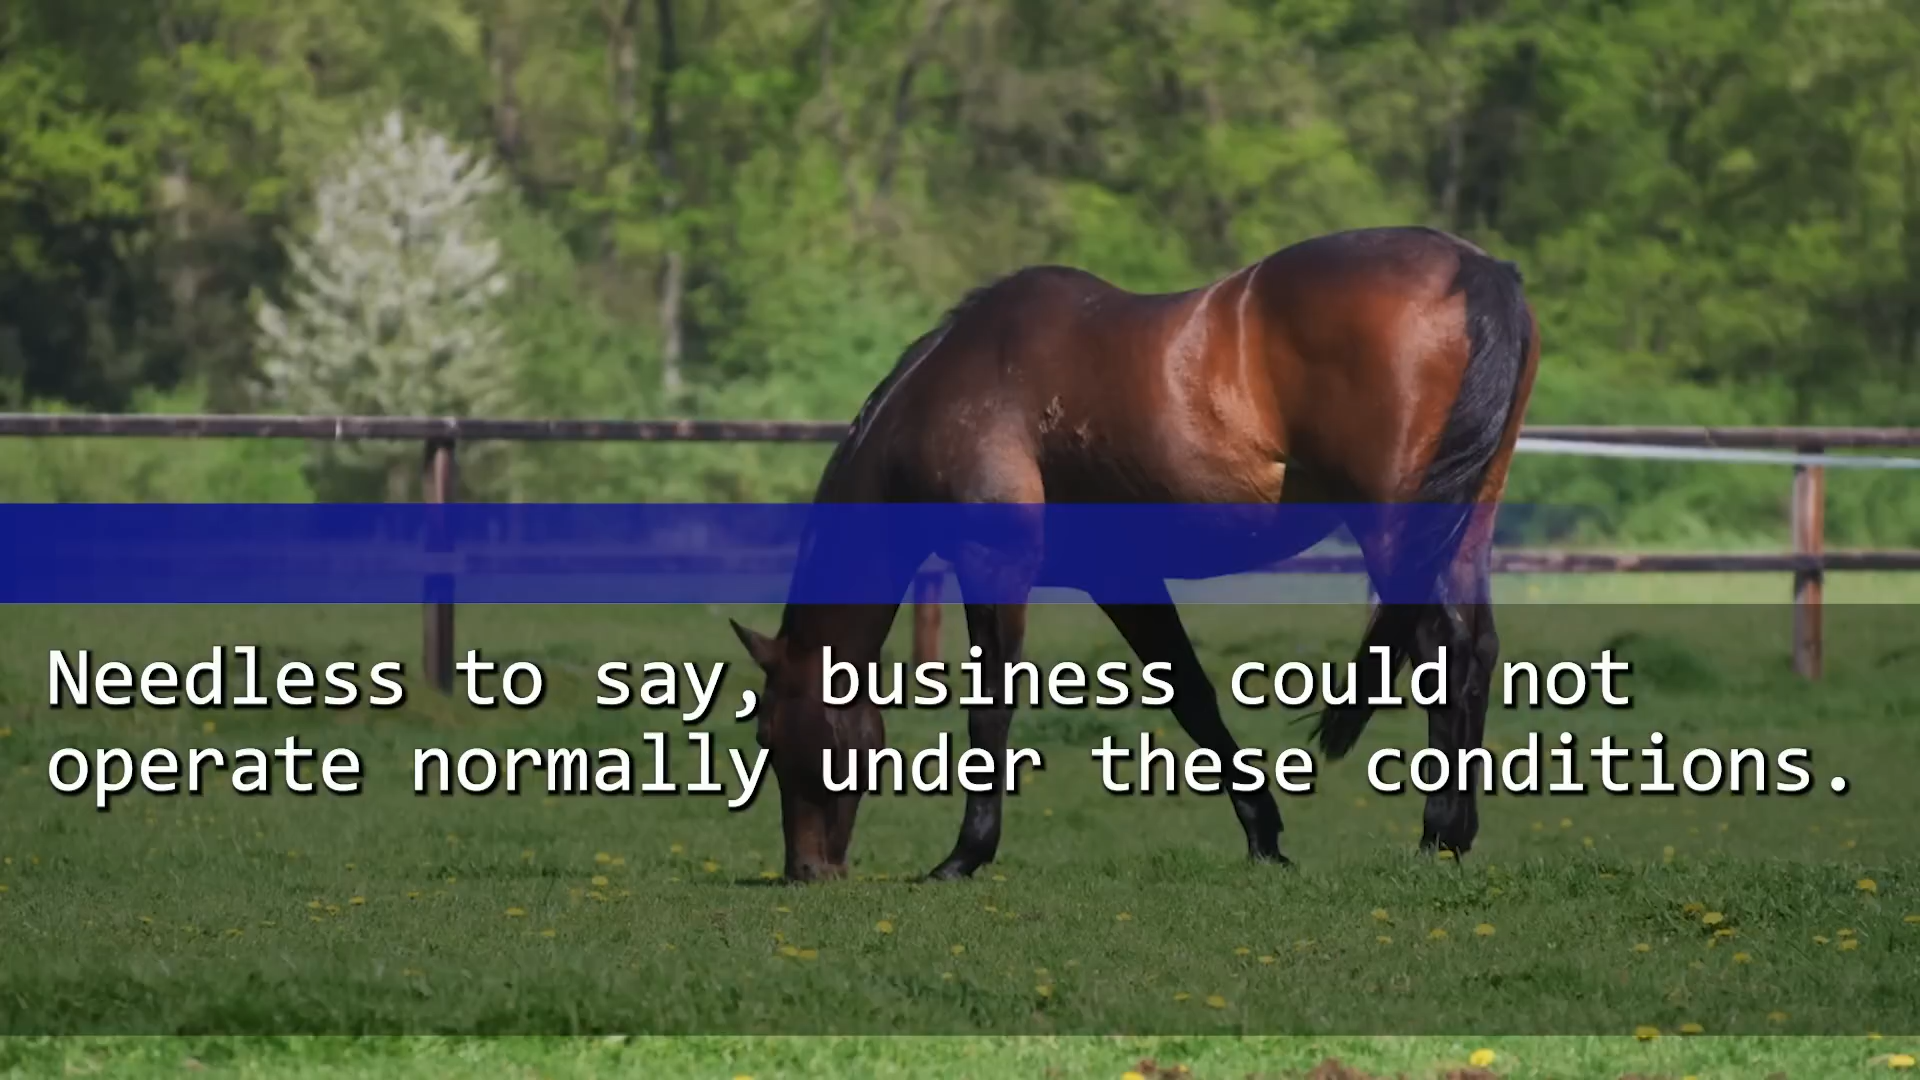 Needless to say, business could not
operate normally under these conditions.